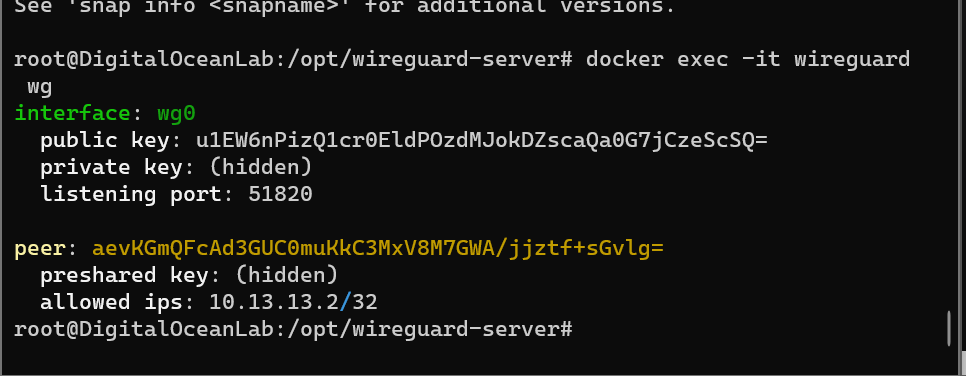 See 'snap info <snapname>' for additional versions.
root@DigitalOceanLab:/opt/wireguard-server# docker exec -it wireguard
wg
interface: wg0
public key: u1EW6nPizQ1cr0EldPOzdMJokDZscaQa0G7jCzeScSQ=
private key: (hidden)
listening port: 51820
peer: aevKGmQFcAd3GUC0muKkC3MxV8M7GWA/jjztf+sGvlg=
preshared key: (hidden)
allowed ips: 10.13.13.2/32
root@DigitalOceanLab:/opt/wireguard-server#